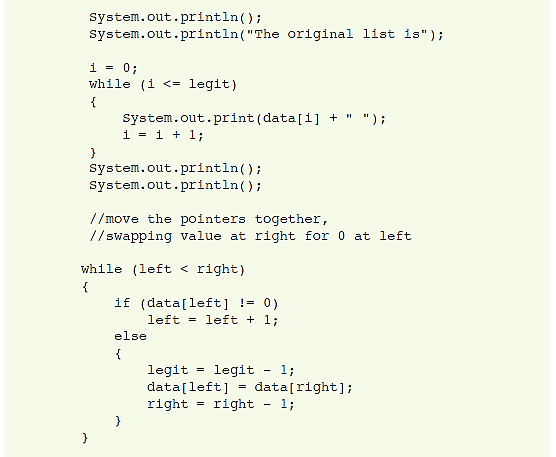 System.out.println();
System.out.println("The original list is");
i = 0;
while (i <= legit)
{
System.out.print(data[i] + " ");
i = i + 1;
}
System.out.println();
System.out.println();
//move the pointers together,
//swapping value at right for 0 at left
while (left < right)
{
if (data[left] != 0)
left = left + 1;
else
{
legit = legit - 1;
data[left] = data[right];
right = right - 1;
}
}